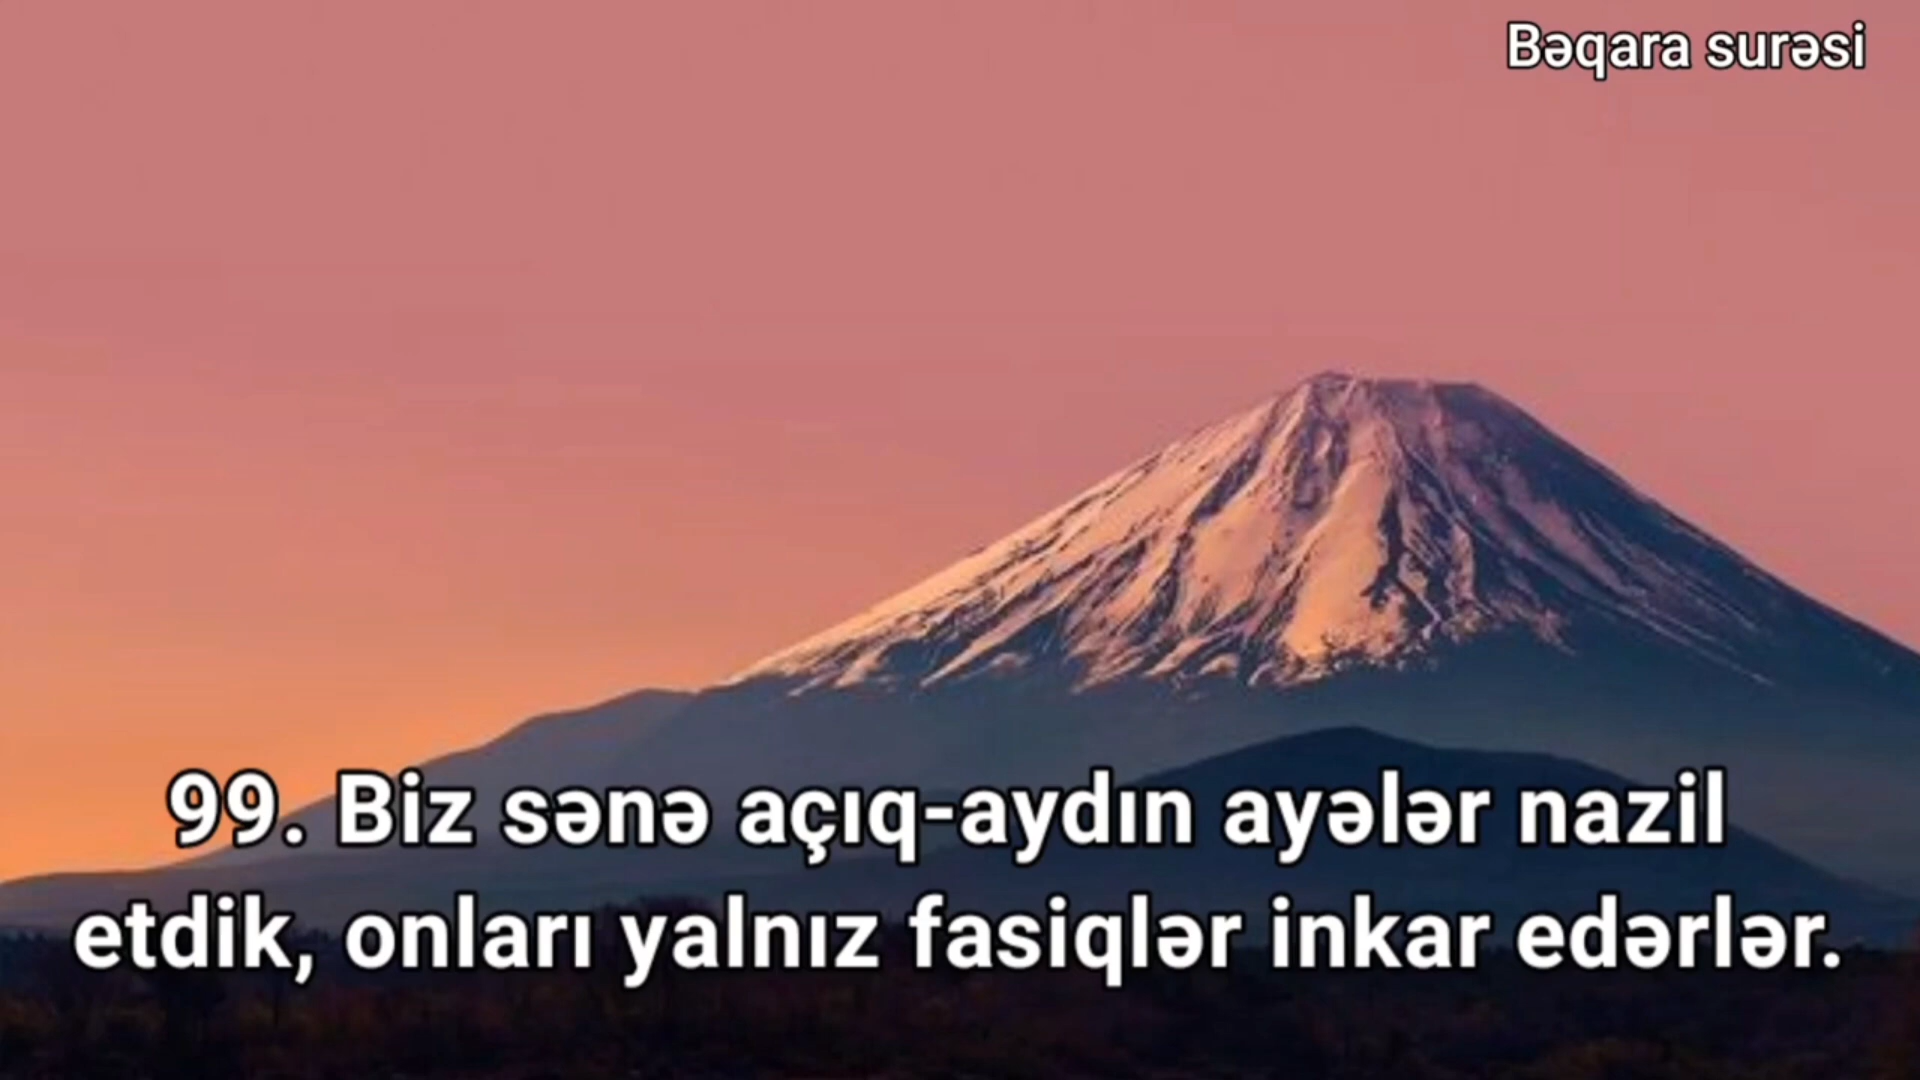 Bəqara surəsi
99. Biz sənə açıq-aydın ayələr nazil
etdik, onları yalnız fasiqlər inkar edərlər.